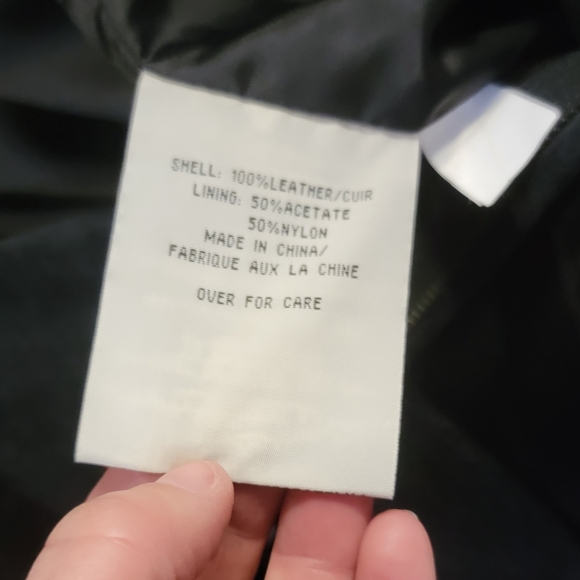 SHELL: 100%LEATHER/CUIR
LINING: 50%ACETATE
50%NYLON
MADE IN CHINA/
FABRIQUE AUX LA CHINE
OVER FOR CARE